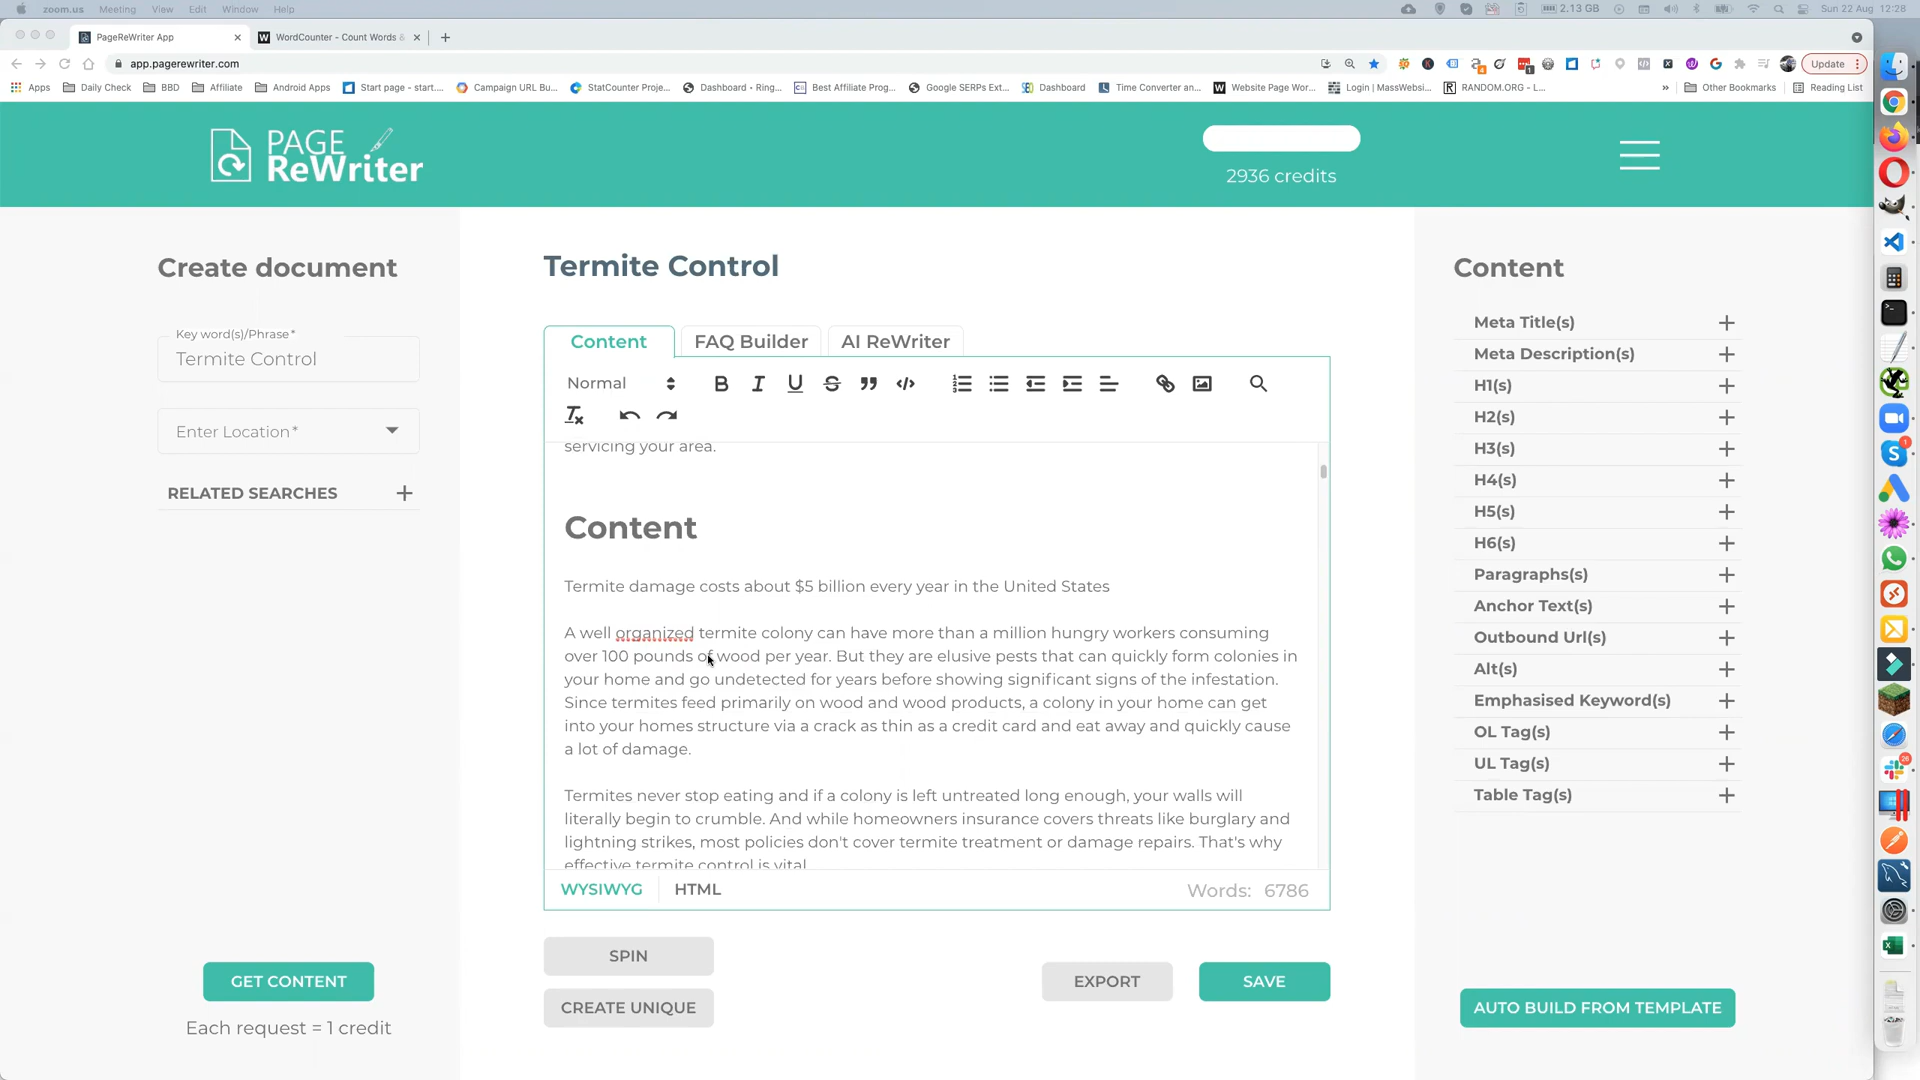 zoom.us Meeting View Edit Window Help
2.13 GB Sun 22 Aug 12:28
PageReWriter App
WordCounter - Count Words &
app.pagerewriter.com
Update
Apps Daily Check BBD Affiliate Android Apps Start page - start.... Campaign URL Bu... StatCounter Proje... Dashboard - Ring... Best Affiliate Prog... Google SERPs Ext... Dashboard Time Converter an... Website Page Wor... Login | MassWebsi... RANDOM.ORG - L... » Other Bookmarks Reading List
PAGE
ReWriter
2936 credits
Create document
Key word(s)/Phrase*
Termite Control
Enter Location*
RELATED SEARCHES
GET CONTENT
Each request = 1 credit
Termite Control
Content FAQ Builder AI ReWriter
Normal
servicing your area.
Content
Termite damage costs about $5 billion every year in the United States
A well organized termite colony can have more than a million hungry workers consuming
over 100 pounds of wood per year. But they are elusive pests that can quickly form colonies in
your home and go undetected for years before showing significant signs of the infestation.
Since termites feed primarily on wood and wood products, a colony in your home can get
into your homes structure via a crack as thin as a credit card and eat away and quickly cause
a lot of damage.
Termites never stop eating and if a colony is left untreated long enough, your walls will
literally begin to crumble. And while homeowners insurance covers threats like burglary and
lightning strikes, most policies don't cover termite treatment or damage repairs. That's why
effective termite control is vital
WYSIWYG HTML
Words: 6786
SPIN
CREATE UNIQUE
EXPORT
SAVE
Content
Meta Title(s)
Meta Description(s)
H1(s)
H2(s)
H3(s)
H4(s)
H5(s)
H6(s)
Paragraphs(s)
Anchor Text(s)
Outbound Url(s)
Alt(s)
Emphasised Keyword(s)
OL Tag(s)
UL Tag(s)
Table Tag(s)
AUTO BUILD FROM TEMPLATE